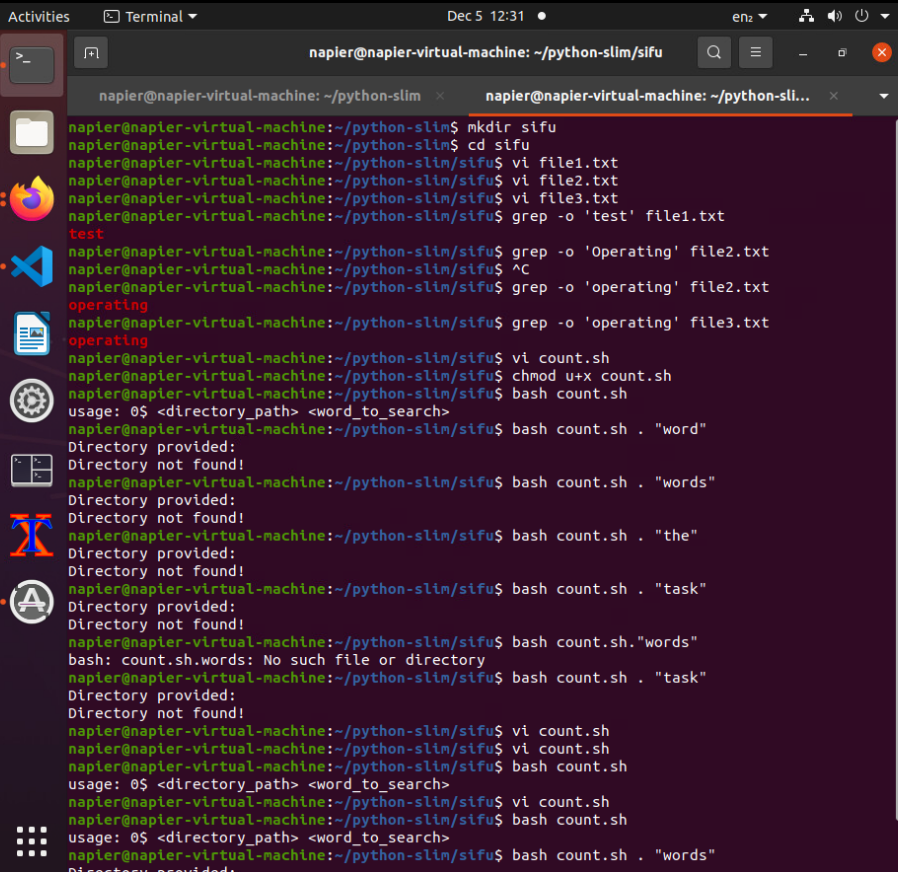 Activities Terminal Dec 5 12:31 en₂
napier@napier-virtual-machine: ~/python-slim/sifu
napier@napier-virtual-machine: ~/python-slim × napier@napier-virtual-machine: ~/python-sli... ×
napier@napier-virtual-machine:~/python-slim$ mkdir sifu
napier@napier-virtual-machine:~/python-slim$ cd sifu
napier@napier-virtual-machine:~/python-slim/sifu$ vi file1.txt
napier@napier-virtual-machine:~/python-slim/sifu$ vi file2.txt
napier@napier-virtual-machine:~/python-slim/sifu$ vi file3.txt
napier@napier-virtual-machine:~/python-slim/sifu$ grep -o 'test' file1.txt
test
napier@napier-virtual-machine:~/python-slim/sifu$ grep -o 'Operating' file2.txt
napier@napier-virtual-machine:~/python-slim/sifu$ ^C
napier@napier-virtual-machine:~/python-slim/sifu$ grep -o 'operating' file2.txt
operating
napier@napier-virtual-machine:~/python-slim/sifu$ grep -o 'operating' file3.txt
operating
napier@napier-virtual-machine:~/python-slim/sifu$ vi count.sh
napier@napier-virtual-machine:~/python-slim/sifu$ chmod u+x count.sh
napier@napier-virtual-machine:~/python-slim/sifu$ bash count.sh
usage: 0$ <directory_path> <word_to_search>
napier@napier-virtual-machine:~/python-slim/sifu$ bash count.sh . "word"
Directory provided:
Directory not found!
napier@napier-virtual-machine:~/python-slim/sifu$ bash count.sh . "words"
Directory provided:
Directory not found!
napier@napier-virtual-machine:~/python-slim/sifu$ bash count.sh . "the"
Directory provided:
Directory not found!
napier@napier-virtual-machine:~/python-slim/sifu$ bash count.sh . "task"
Directory provided:
Directory not found!
napier@napier-virtual-machine:~/python-slim/sifu$ bash count.sh."words"
bash: count.sh.words: No such file or directory
napier@napier-virtual-machine:~/python-slim/sifu$ bash count.sh . "task"
Directory provided:
Directory not found!
napier@napier-virtual-machine:~/python-slim/sifu$ vi count.sh
napier@napier-virtual-machine:~/python-slim/sifu$ vi count.sh
napier@napier-virtual-machine:~/python-slim/sifu$ bash count.sh
usage: 0$ <directory_path> <word_to_search>
napier@napier-virtual-machine:~/python-slim/sifu$ vi count.sh
napier@napier-virtual-machine:~/python-slim/sifu$ bash count.sh
usage: 0$ <directory_path> <word_to_search>
napier@napier-virtual-machine:~/python-slim/sifu$ bash count.sh . "words"
Directory provided: